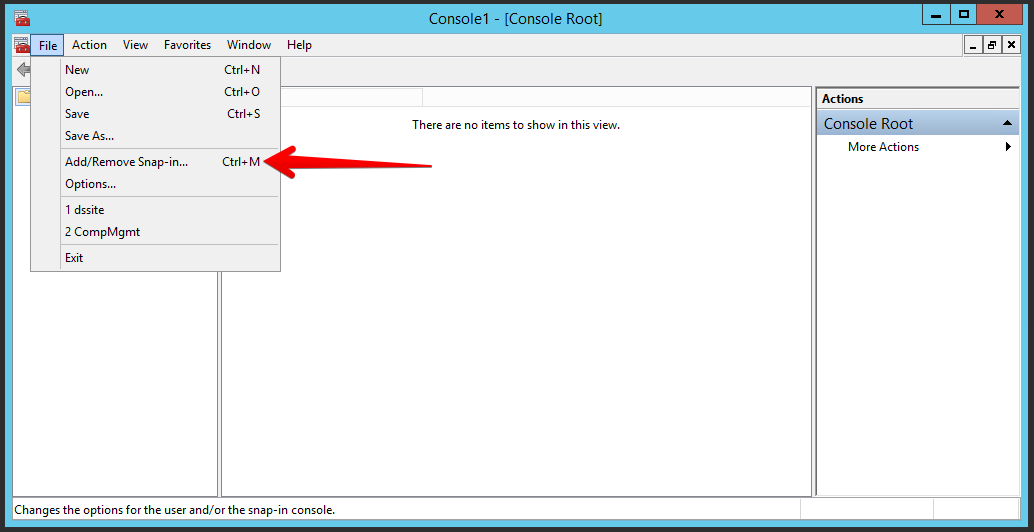 Console1 - [Console Root]
File Action View Favorites Window Help
New Ctrl+N
Open... Ctrl+O
Save Ctrl+S
Save As...
Add/Remove Snap-in... Ctrl+M
Options...
1 dssite
2 CompMgmt
Exit
There are no items to show in this view.
Actions
Console Root
More Actions
Changes the options for the user and/or the snap-in console.